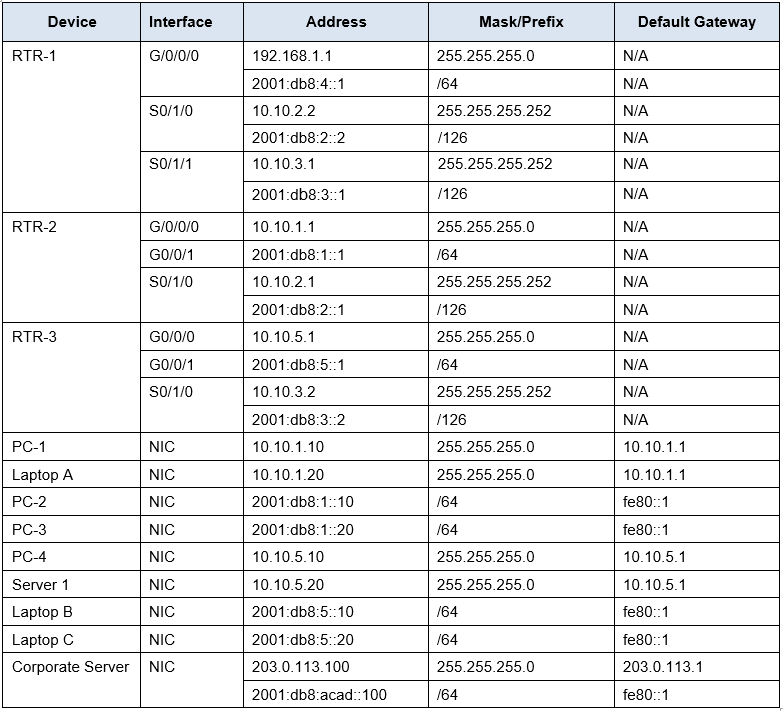 Device Interface Address Mask/Prefix Default Gateway
RTR-1 G/0/0/0 192.168.1.1 255.255.255.0 N/A
2001:db8:4::1 /64 N/A
S0/1/0 10.10.2.2 255.255.255.252 N/A
2001:db8:2::2 /126 N/A
S0/1/1 10.10.3.1 255.255.255.252 N/A
2001:db8:3::1 /126 N/A
RTR-2 G/0/0/0 10.10.1.1 255.255.255.0 N/A
G0/0/1 2001:db8:1::1 /64 N/A
S0/1/0 10.10.2.1 255.255.255.252 N/A
2001:db8:2::1 /126 N/A
RTR-3 G0/0/0 10.10.5.1 255.255.255.0 N/A
G0/0/1 2001:db8:5::1 /64 N/A
S0/1/0 10.10.3.2 255.255.255.252 N/A
2001:db8:3::2 /126 N/A
PC-1 NIC 10.10.1.10 255.255.255.0 10.10.1.1
Laptop A NIC 10.10.1.20 255.255.255.0 10.10.1.1
PC-2 NIC 2001:db8:1::10 /64 fe80::1
PC-3 NIC 2001:db8:1::20 /64 fe80::1
PC-4 NIC 10.10.5.10 255.255.255.0 10.10.5.1
Server 1 NIC 10.10.5.20 255.255.255.0 10.10.5.1
Laptop B NIC 2001:db8:5::10 /64 fe80::1
Laptop C NIC 2001:db8:5::20 /64 fe80::1
Corporate Server NIC 203.0.113.100 255.255.255.0 203.0.113.1
2001:db8:acad::100 /64 fe80::1